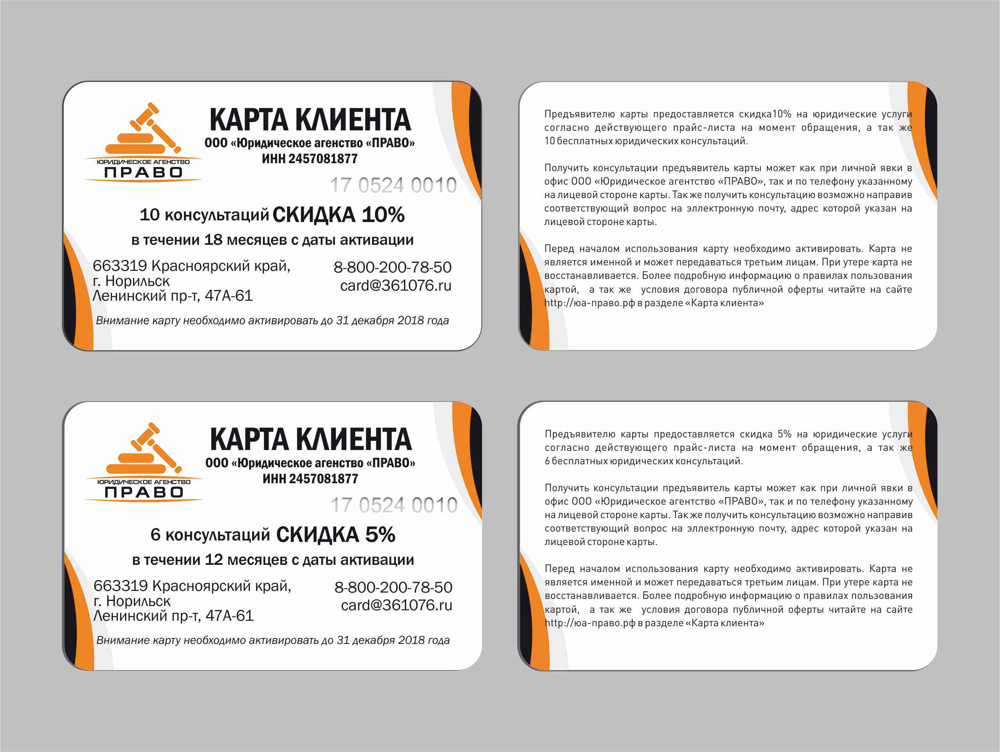 ЮРИДИЧЕСКОЕ АГЕНСТВО
ПРАВО
КАРТА КЛИЕНТА
ООО «Юридическое агенство «ПРАВО»
ИНН 2457081877
17 0524 0010
10 консультаций СКИДКА 10%
в течении 18 месяцев с даты активации
663319 Красноярский край,
г. Норильск
Ленинский пр-т, 47А-61
8-800-200-78-50
card@361076.ru
Внимание карту необходимо активировать до 31 декабря 2018 года
Предъявителю карты предоставляется скидка10% на юридические услуги
согласно действующего прайс-листа на момент обращения, а так же
10 бесплатных юридических консультаций.
Получить консультации предъявитель карты может как при личной явки в
офис ООО «Юридическое агентство «ПРАВО», так и по телефону указанному
на лицевой стороне карты. Так же получить консультацию возможно направив
соответствующий вопрос на эллектронную почту, адрес которой указан на
лицевой стороне карты.
Перед началом использования карту необходимо активировать. Карта не
является именной и может передаваться третьим лицам. При утере карта не
восстанавливается. Более подробную информацию о правилах пользования
картой, а так же условия договора публичной оферты читайте на сайте
http://юа-право.рф в разделе «Карта клиента»
ЮРИДИЧЕСКОЕ АГЕНСТВО
ПРАВО
КАРТА КЛИЕНТА
ООО «Юридическое агенство «ПРАВО»
ИНН 2457081877
17 0524 0010
6 консультаций СКИДКА 5%
в течении 12 месяцев с даты активации
663319 Красноярский край,
г. Норильск
Ленинский пр-т, 47А-61
8-800-200-78-50
card@361076.ru
Внимание карту необходимо активировать до 31 декабря 2018 года
Предъявителю карты предоставляется скидка 5% на юридические услуги
согласно действующего прайс-листа на момент обращения, а так же
6 бесплатных юридических консультаций.
Получить консультации предъявитель карты может как при личной явки в
офис ООО «Юридическое агентство «ПРАВО», так и по телефону указанному
на лицевой стороне карты. Так же получить консультацию возможно направив
соответствующий вопрос на эллектронную почту, адрес которой указан на
лицевой стороне карты.
Перед началом использования карту необходимо активировать. Карта не
является именной и может передаваться третьим лицам. При утере карта не
восстанавливается. Более подробную информацию о правилах пользования
картой, а так же условия договора публичной оферты читайте на сайте
http://юа-право.рф в разделе «Карта клиента»